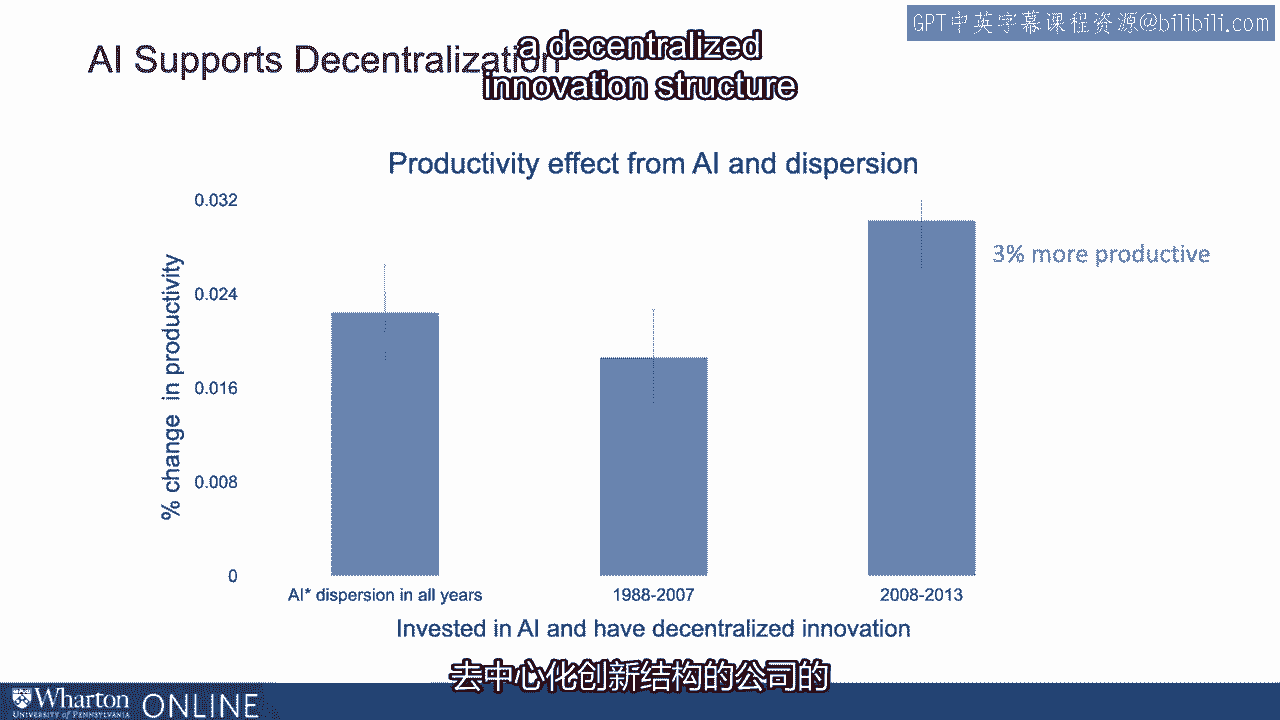 GPT中英字幕课程资源@bilibili.com
AI Supports Decentralization
a decentralized
innovation structure
Productivity effect from AI and dispersion
0.032
0.024
0.016
0.008
0
% change in productivity
3% more productive
AI* dispersion in all years
1988-2007
2008-2013
Invested in AI and have decentralized innovation
去中心化创新结构的公司的
Wharton
UNIVERSITY of PENNSYLVANIA
ONLINE